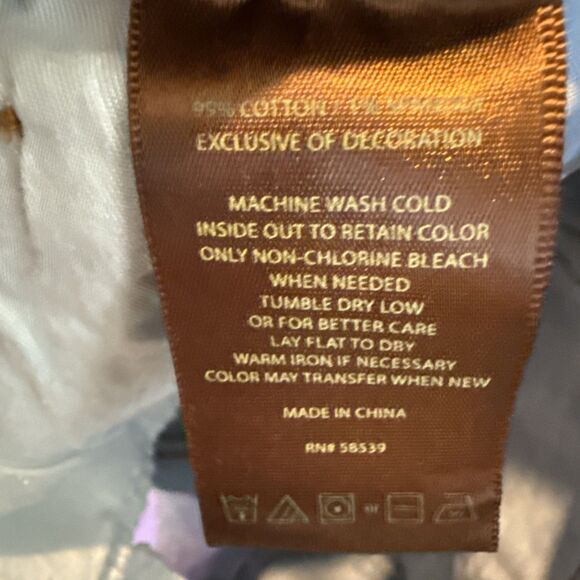 95% COTTON /
EXCLUSIVE OF DECORATION
MACHINE WASH COLD
INSIDE OUT TO RETAIN COLOR
ONLY NON-CHLORINE BLEACH
WHEN NEEDED
TUMBLE DRY LOW
OR FOR BETTER CARE
LAY FLAT TO DRY
WARM IRON IF NECESSARY
COLOR MAY TRANSFER WHEN NEW
MADE IN CHINA
RN# 58539